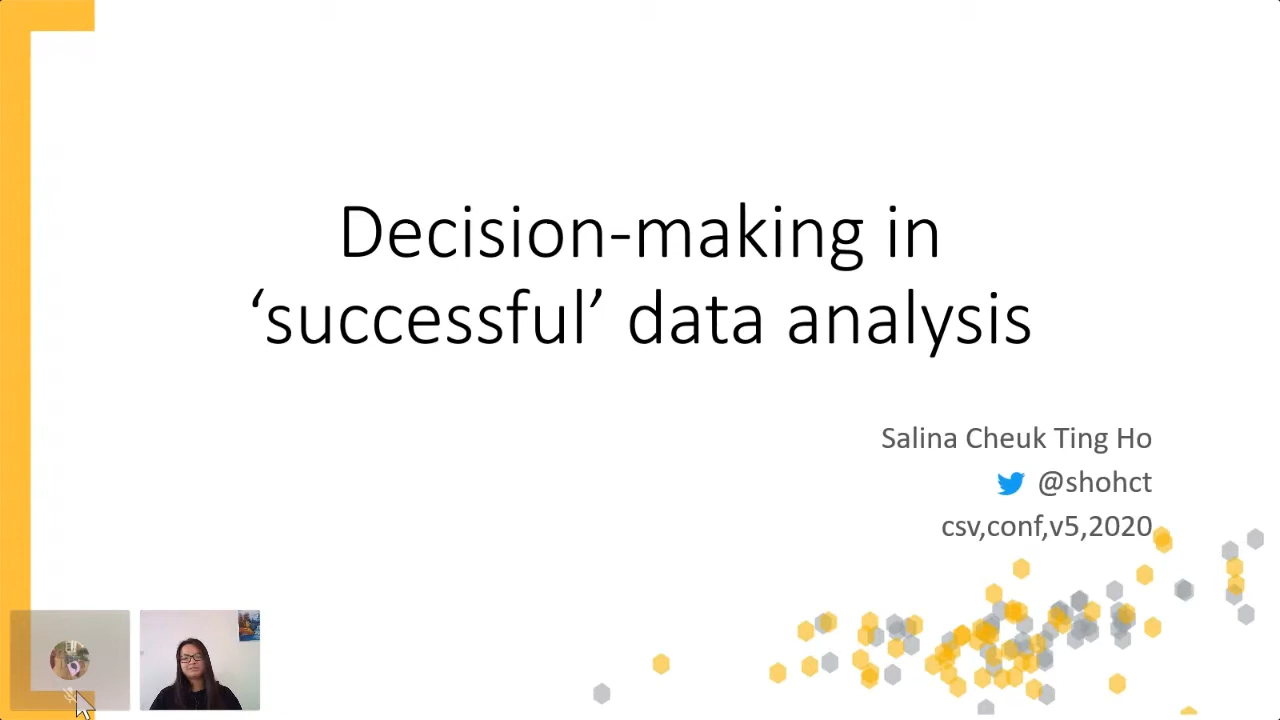 Decision-making in
‘successful’ data analysis
Salina Cheuk Ting Ho
@shohct
csv,conf,v5,2020